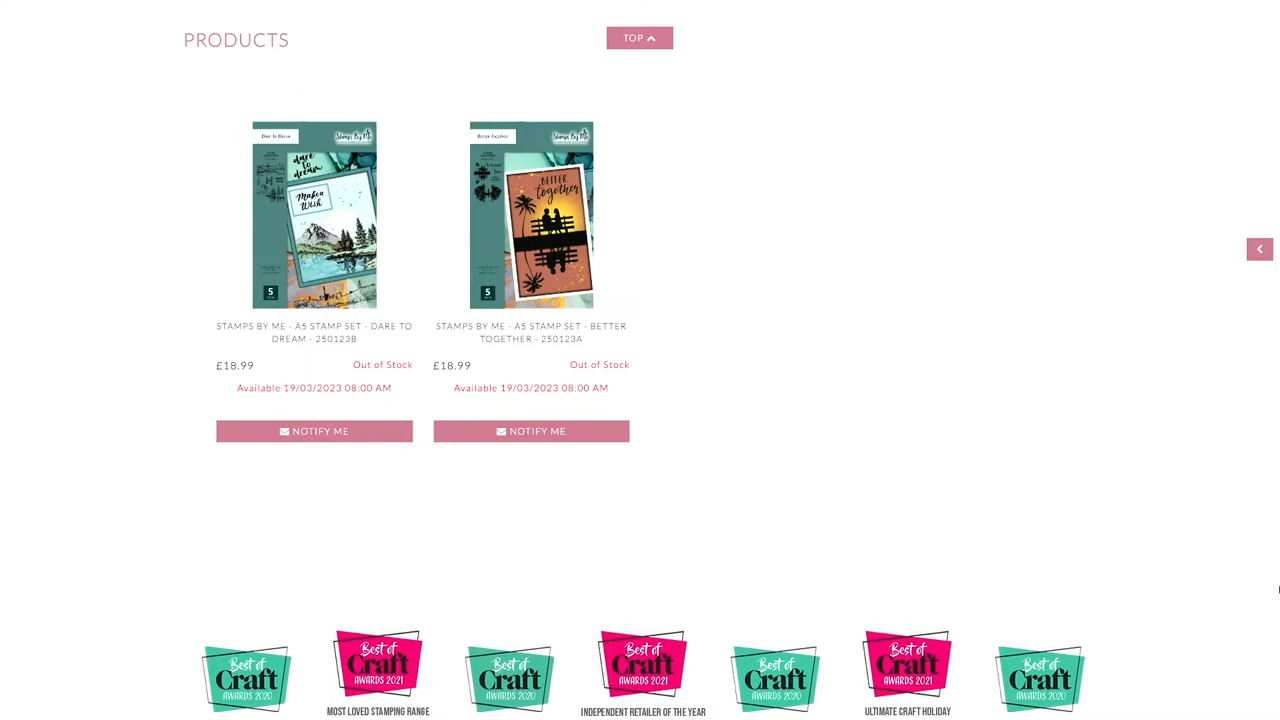 PRODUCTS
TOP
Dare To Dream
Stamps By Me
dare
to
dream
Make a
Wish
5
Better Together
Stamps By Me
BETTER
together
5
STAMPS BY ME - A5 STAMP SET - DARE TO
DREAM - 250123B
£18.99
Out of Stock
Available 19/03/2023 08:00 AM
NOTIFY ME
STAMPS BY ME - A5 STAMP SET - BETTER
TOGETHER - 250123A
£18.99
Out of Stock
Available 19/03/2023 08:00 AM
NOTIFY ME
Best of
Craft
AWARDS 2020
Best of
Craft
AWARDS 2021
MOST LOVED STAMPING RANGE
Best of
Craft
AWARDS 2020
Best of
Craft
AWARDS 2021
INDEPENDENT RETAILER OF THE YEAR
Best of
Craft
AWARDS 2020
Best of
Craft
AWARDS 2021
ULTIMATE CRAFT HOLIDAY
Best of
Craft
AWARDS 2020